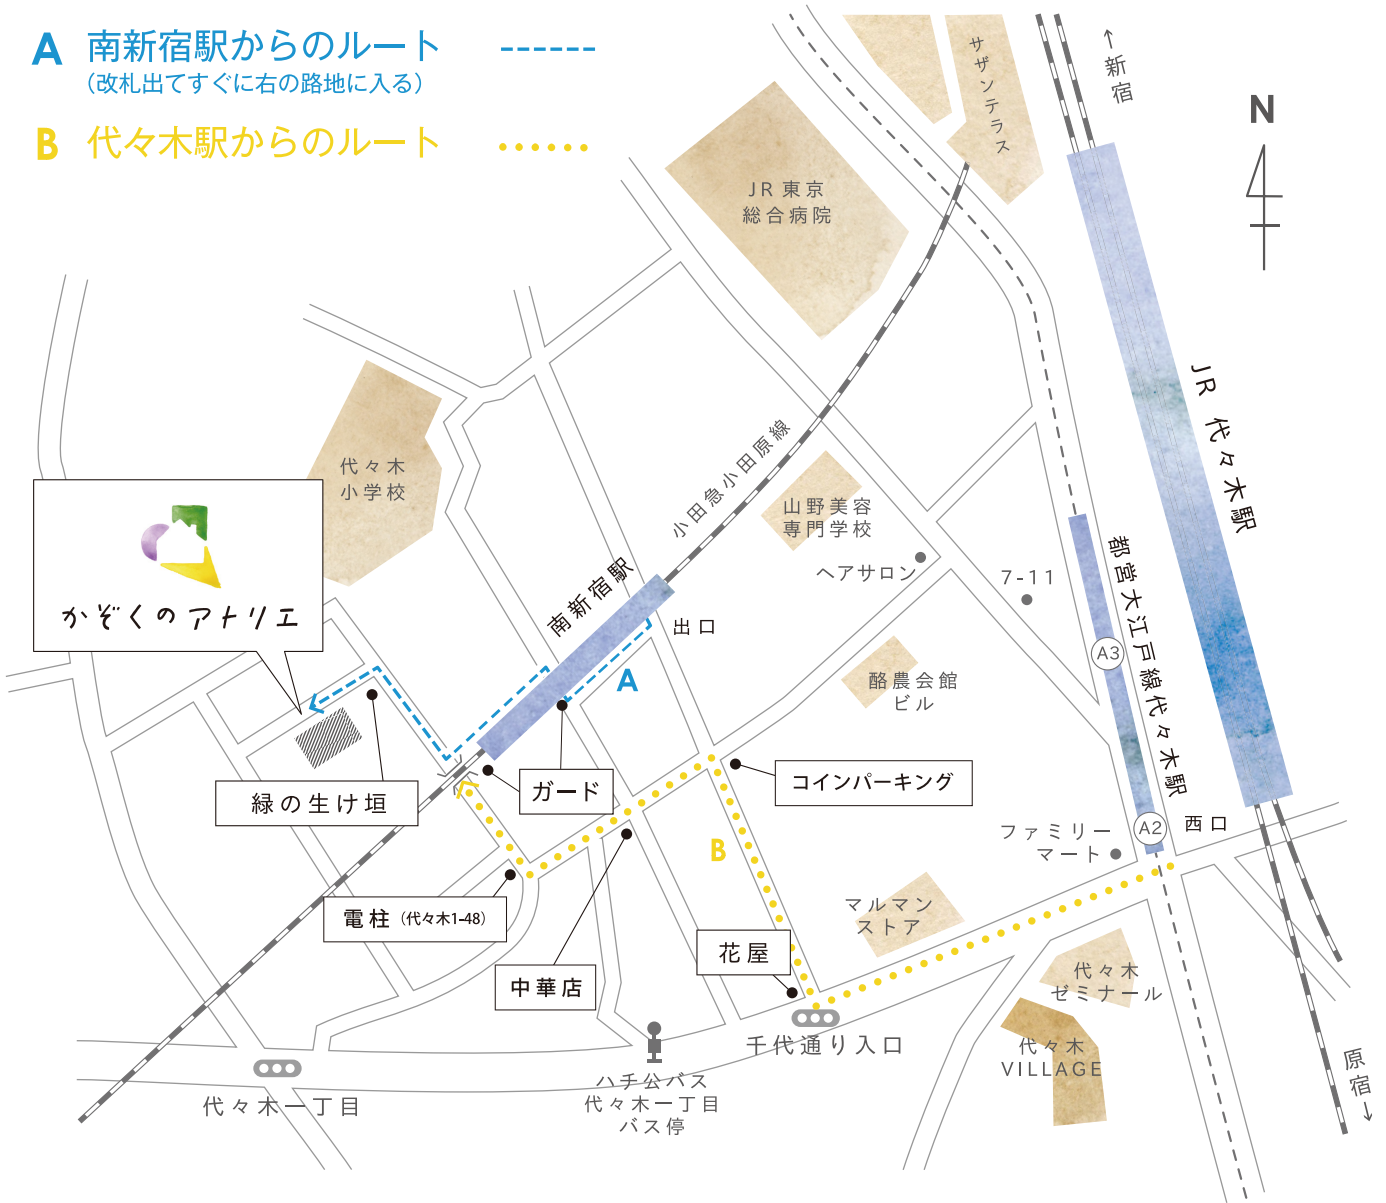 A 南新宿駅からのルート
(改札出てすぐに右の路地に入る)
B 代々木駅からのルート
サザンテラス
↑新宿
N
JR東京
総合病院
JR 代々木駅
代々木
小学校
小田急小田原線
山野美容
専門学校
ヘアサロン
7-11
都営大江戸線代々木駅
A3
かぞくのアトリエ
南新宿駅
出口
A
酪農会館
ビル
緑の生け垣
ガード
コインパーキング
ファミリー
マート
A2
西口
B
電柱(代々木1-48)
マルマン
ストア
花屋
中華店
代々木
ゼミナール
千代通り入口
代々木
VILLAGE
原宿→
ハチ公バス
代々木一丁目
バス停
代々木一丁目